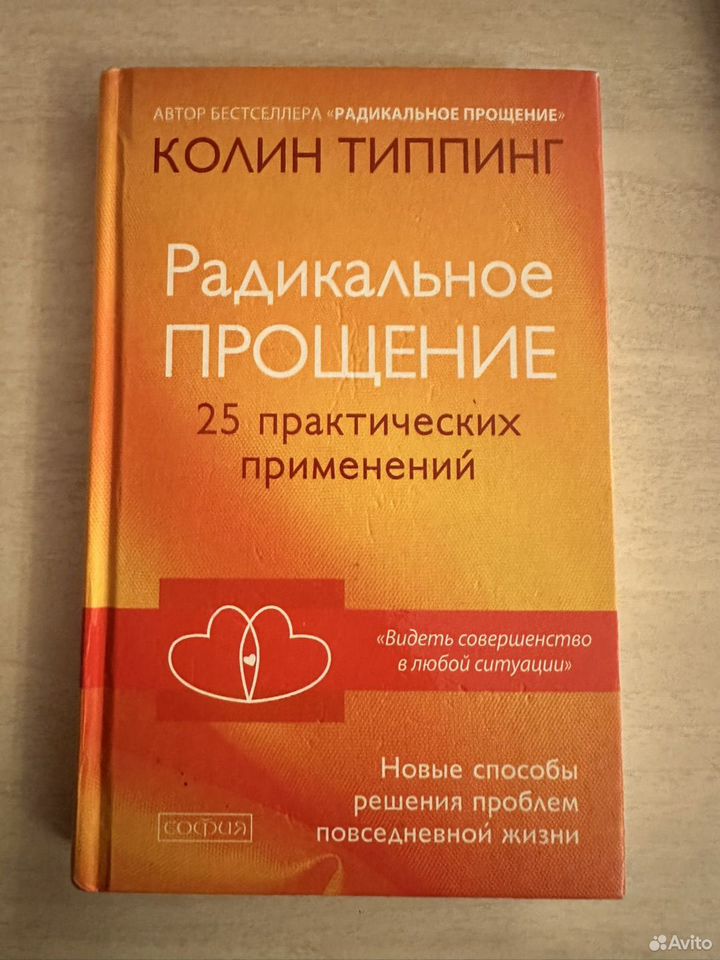 АВТОР БЕСТСЕЛЛЕРА «РАДИКАЛЬНОЕ ПРОЩЕНИЕ»
КОЛИН ТИППИНГ
Радикальное
ПРОЩЕНИЕ
25 практических
применений
«Видеть совершенство
в любой ситуации»
Новые способы
решения проблем
повседневной жизни
СОФИЯ
Avito